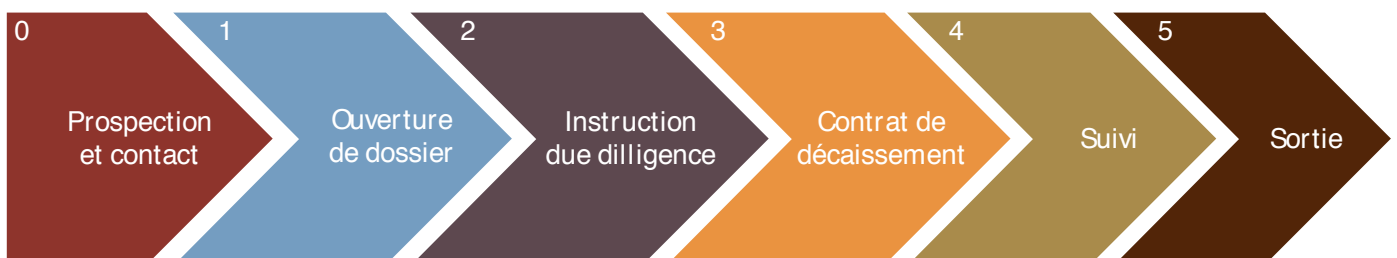 0
Prospection
et contact
1
Ouverture
de dossier
2
Instruction
due dilligence
3
Contrat de
décaissement
4
Suivi
5
Sortie